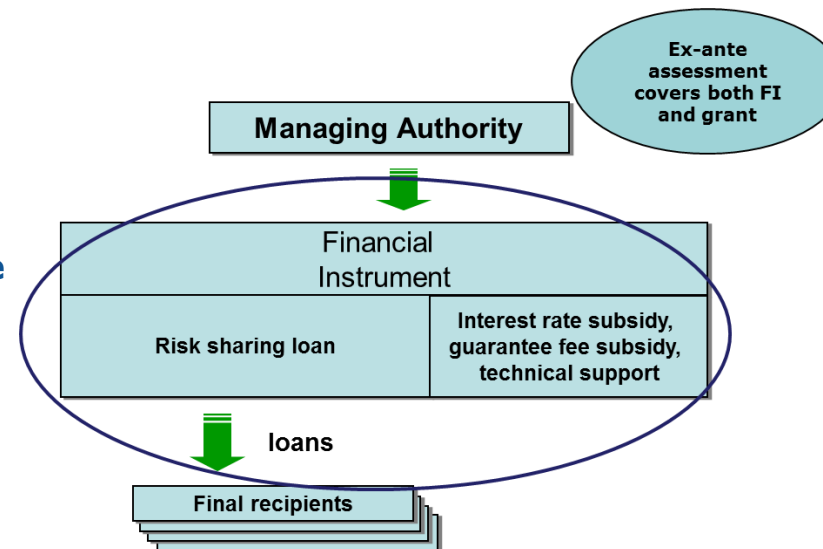 Ex-ante
assessment
covers both FI
and grant
Managing Authority
Financial
Instrument
Risk sharing loan
Interest rate subsidy,
guarantee fee subsidy,
technical support
loans
Final recipients